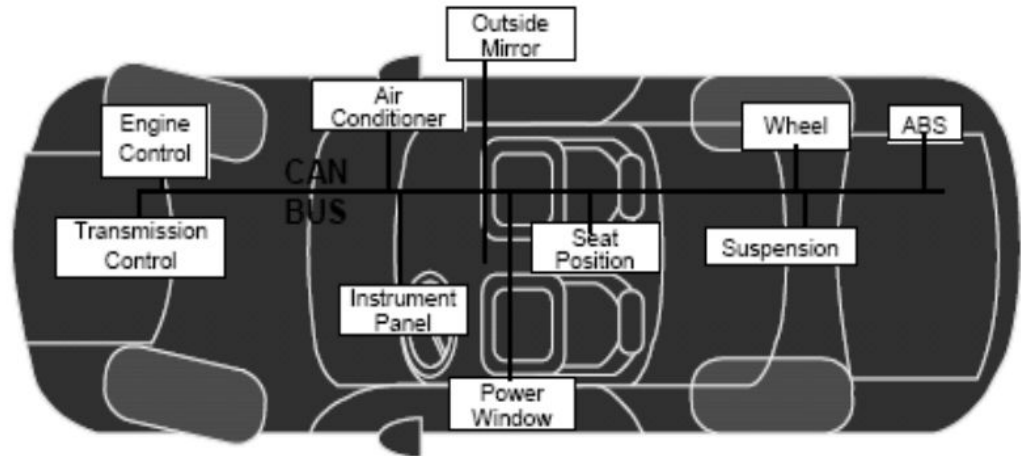 Outside
Mirror
Air
Conditioner
Engine
Control
Wheel
ABS
CAN
BUS
Transmission
Control
Seat
Position
Suspension
Instrument
Panel
Power
Window